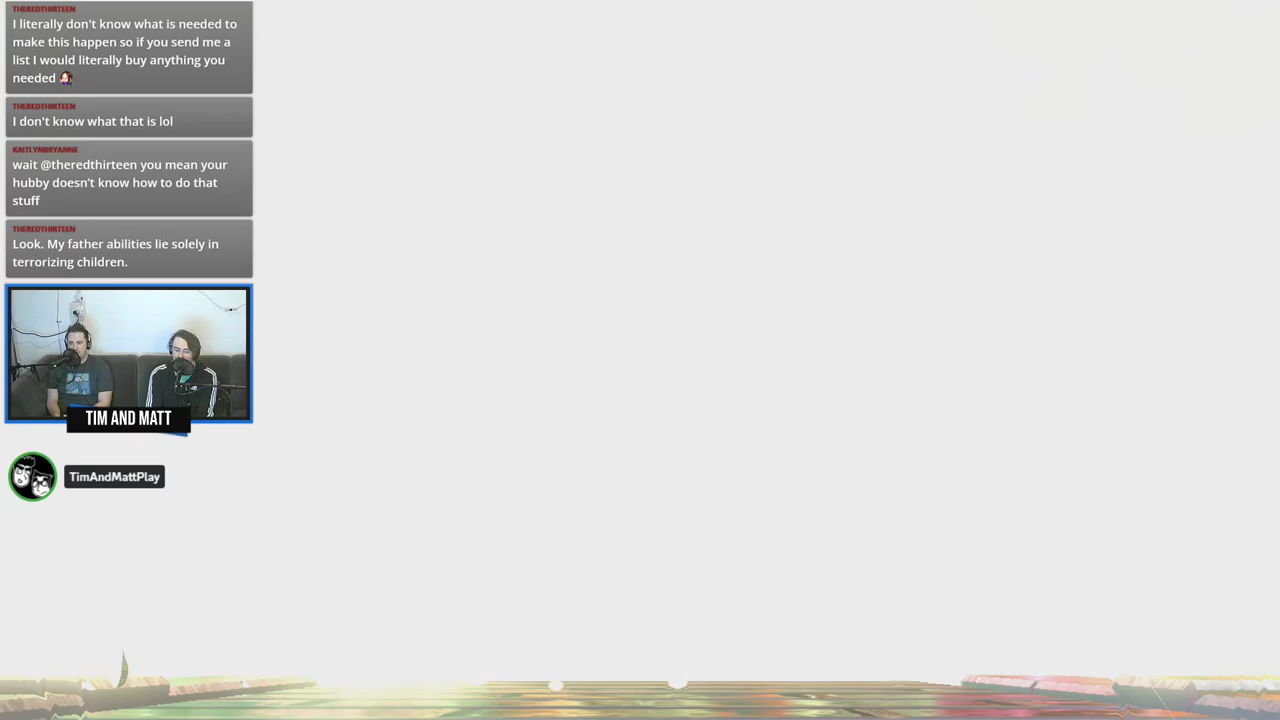 THEREDTHIRTEEN
I literally don't know what is needed to
make this happen so if you send me a
list I would literally buy anything you
needed
THEREDTHIRTEEN
I don't know what that is lol
KAITLYNBRYANNE
wait @theredthirteen you mean your
hubby doesn't know how to do that
stuff
THEREDTHIRTEEN
Look. My father abilities lie solely in
terrorizing children.
TIM AND MATT
TimAndMattPlay